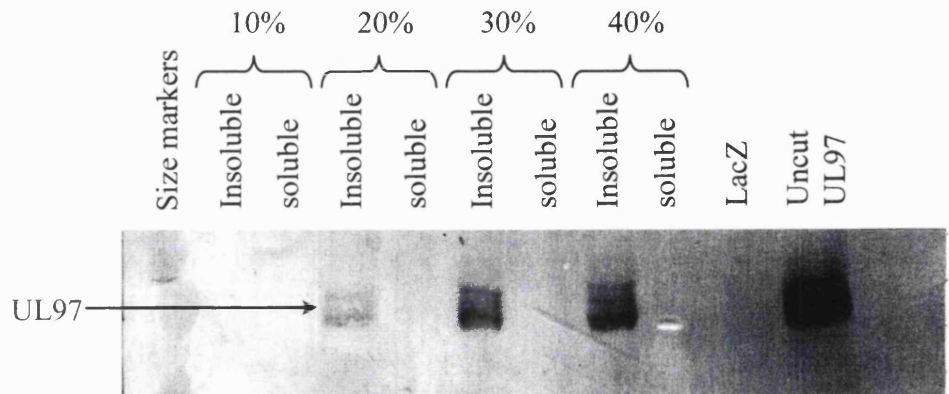 10%
20%
30%
40%
Size markers
Insoluble
soluble
Insoluble
soluble
Insoluble
soluble
Insoluble
soluble
LacZ
Uncut
UL97
UL97